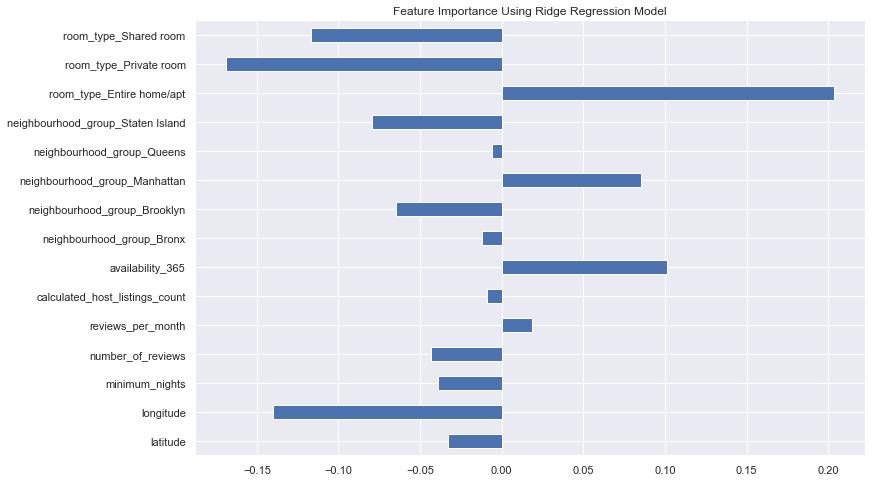 Feature Importance Using Ridge Regression Model
room_type_Shared room
room_type_Private room
room_type_Entire home/apt
neighbourhood_group_Staten Island
neighbourhood_group_Queens
neighbourhood_group_Manhattan
neighbourhood_group_Brooklyn
neighbourhood_group_Bronx
availability_365
calculated_host_listings_count
reviews_per_month
number_of_reviews
minimum_nights
longitude
latitude
−0.15 −0.10 −0.05 0.00 0.05 0.10 0.15 0.20